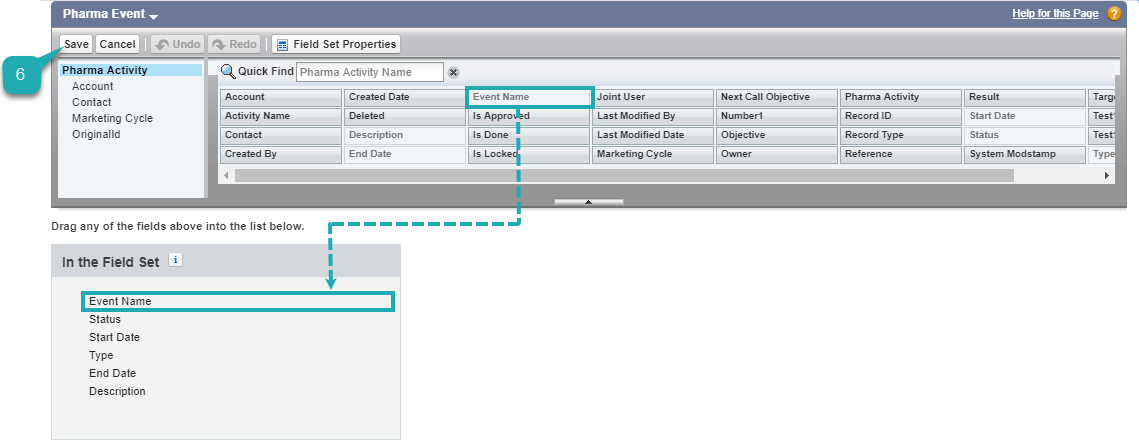 Pharma Event
Help for this Page ?
6
Save Cancel Undo Redo Field Set Properties
Pharma Activity
Account
Contact
Marketing Cycle
OriginalId
Quick Find Pharma Activity Name
Account Created Date Event Name Joint User Next Call Objective Pharma Activity Result
Activity Name Deleted Is Approved Last Modified By Number1 Record ID Start Date
Contact Description Is Done Last Modified Date Objective Record Type Status
Created By End Date Is Locked Marketing Cycle Owner Reference System Modstamp Type
Drag any of the fields above into the list below.
In the Field Set i
Event Name
Status
Start Date
Type
End Date
Description